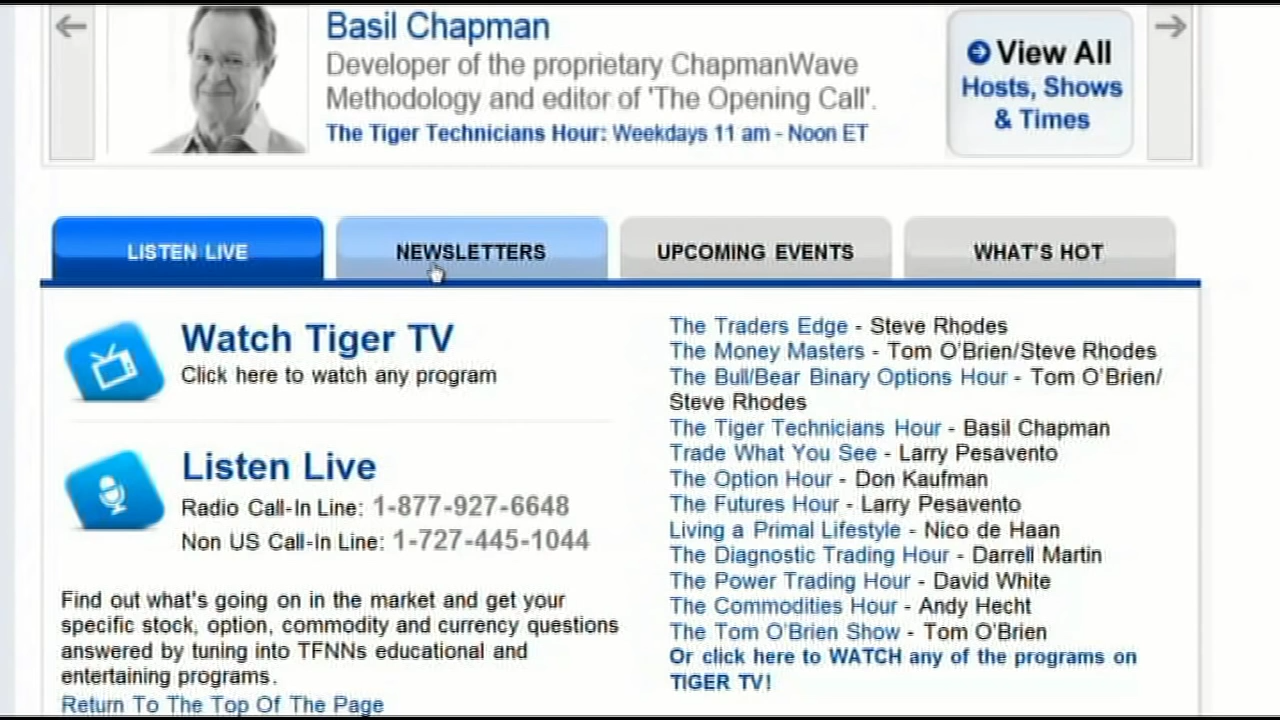 Basil Chapman
Developer of the proprietary ChapmanWave
Methodology and editor of 'The Opening Call'.
The Tiger Technicians Hour: Weekdays 11 am - Noon ET
View All
Hosts, Shows
& Times
LISTEN LIVE
NEWSLETTERS
UPCOMING EVENTS
WHAT'S HOT
Watch Tiger TV
Click here to watch any program
Listen Live
Radio Call-In Line: 1-877-927-6648
Non US Call-In Line: 1-727-445-1044
Find out what's going on in the market and get your
specific stock, option, commodity and currency questions
answered by tuning into TFNNs educational and
entertaining programs.
Return To The Top Of The Page
The Traders Edge - Steve Rhodes
The Money Masters - Tom O'Brien/Steve Rhodes
The Bull/Bear Binary Options Hour - Tom O'Brien/
Steve Rhodes
The Tiger Technicians Hour - Basil Chapman
Trade What You See - Larry Pesavento
The Option Hour - Don Kaufman
The Futures Hour - Larry Pesavento
Living a Primal Lifestyle - Nico de Haan
The Diagnostic Trading Hour - Darrell Martin
The Power Trading Hour - David White
The Commodities Hour - Andy Hecht
The Tom O'Brien Show - Tom O'Brien
Or click here to WATCH any of the programs on
TIGER TV!